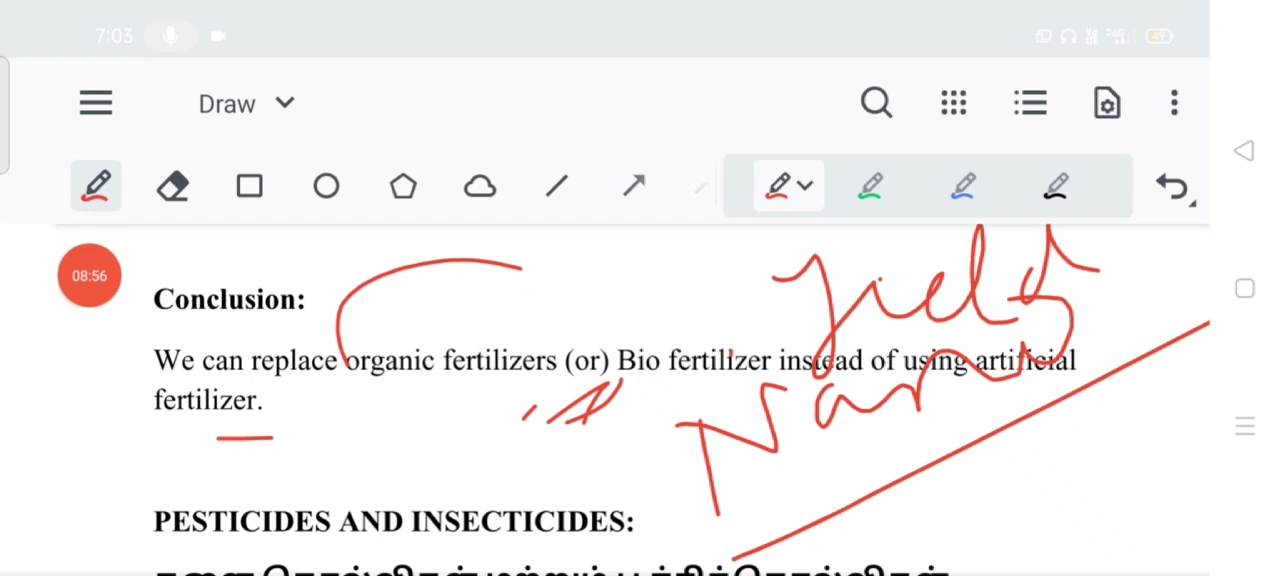 7:03
49
Draw
08:56
Conclusion:
yield
We can replace organic fertilizers (or) Bio fertilizer instead of using artificial
fertilizer.
PESTICIDES AND INSECTICIDES: